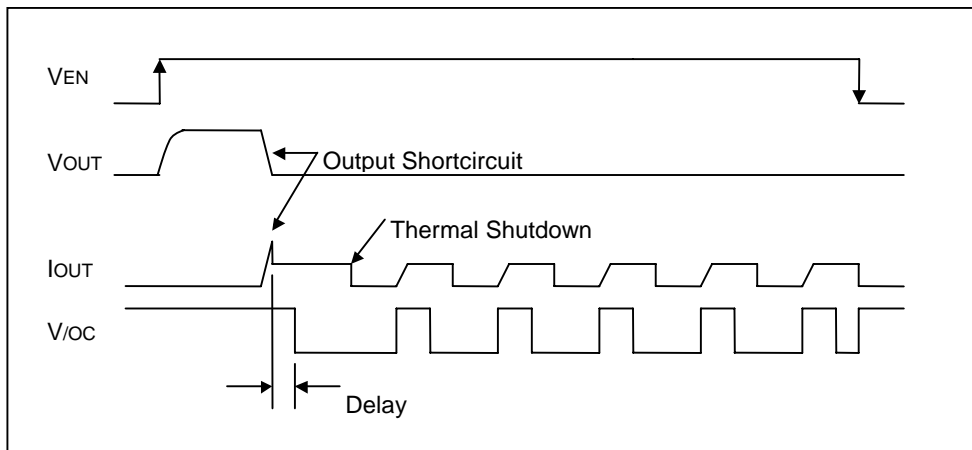 VEN
VOUT
Output Shortcircuit
Thermal Shutdown
IOUT
V/OC
Delay